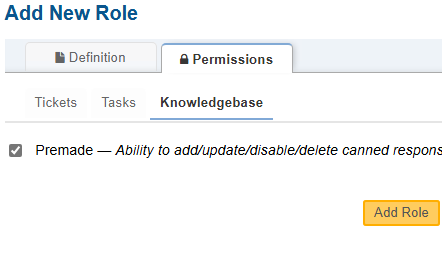 Add New Role
Definition
Permissions
Tickets
Tasks
Knowledgebase
Premade — Ability to add/update/disable/delete canned respons
Add Role